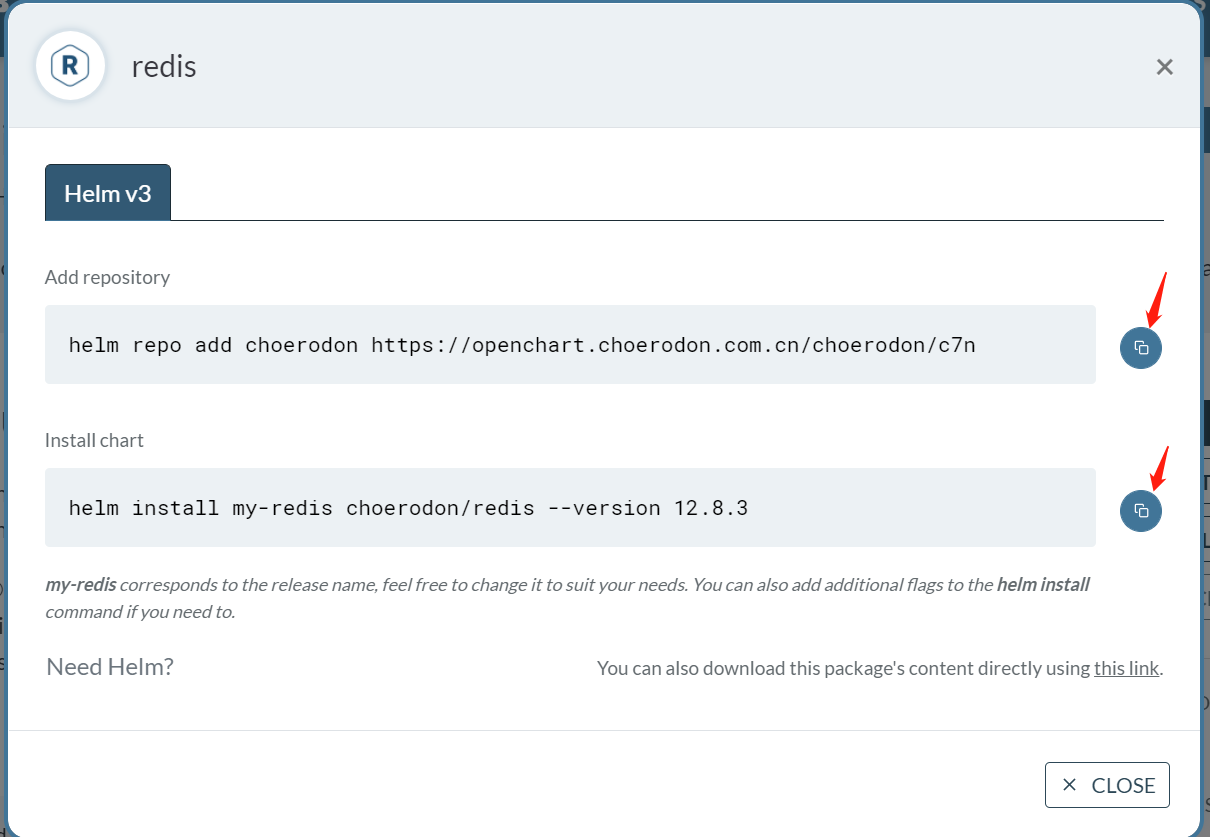 R
redis
Helm v3
Add repository
helm repo add choerodon https://openchart.choerodon.com.cn/choerodon/c7n
Install chart
helm install my-redis choerodon/redis --version 12.8.3
my-redis corresponds to the release name, feel free to change it to suit your needs. You can also add additional flags to the helm install
command if you need to.
Need Helm?
You can also download this package's content directly using this link.
CLOSE